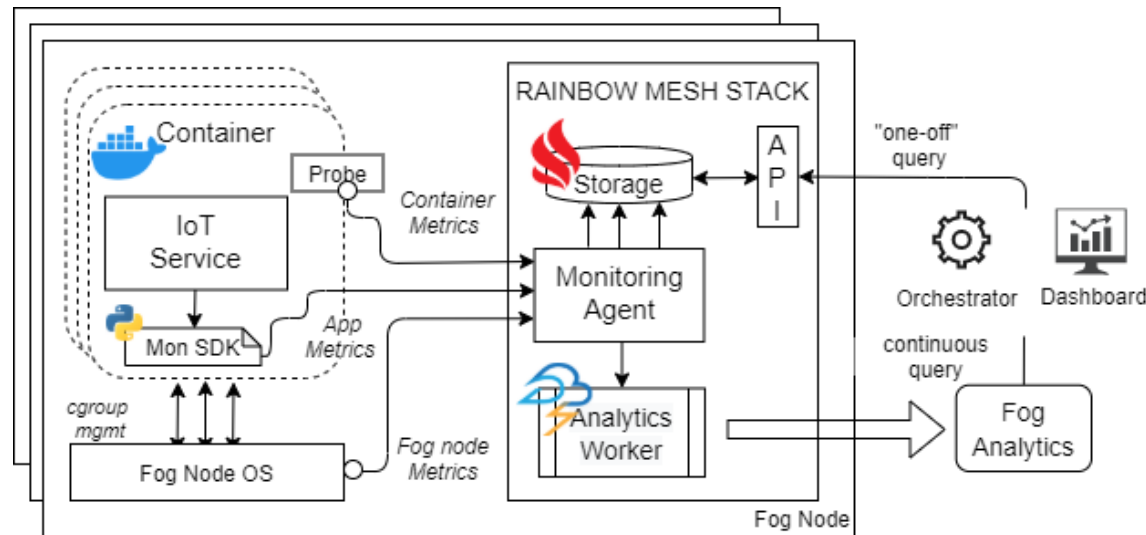 RAINBOW MESH STACK
Container
Probe
IoT
Service
Mon SDK
cgroup
mgmt
Fog Node OS
Container
Metrics
App
Metrics
Fog node
Metrics
Storage
A
P
I
Monitoring
Agent
Analytics
Worker
Fog Node
"one-off"
query
Orchestrator
Dashboard
continuous
query
Fog
Analytics